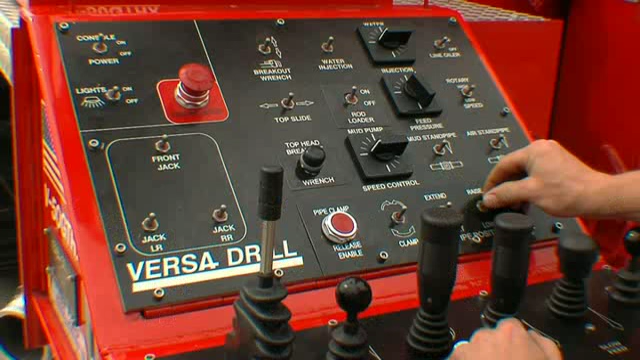 CONSOLE
ON
OFF
POWER
LIGHTS
ON
OFF
FRONT
JACK
JACK
LR
JACK
RR
VERSA DRILL
BREAKOUT
WRENCH
WATER
INJECTION
WATER
INJECTION
ON
OFF
LINE OILER
TOP SLIDE
ON
OFF
ROD
LOADER
FEED
PRESSURE
ROTARY
LOW
SPEED
TOP HEAD
WRENCH
MUD PUMP
SPEED CONTROL
MUD STANDPIPE
AIR STANDPIPE
PIPE CLAMP
RELEASE
ENABLE
CLAMP
EXTEND
RAISE